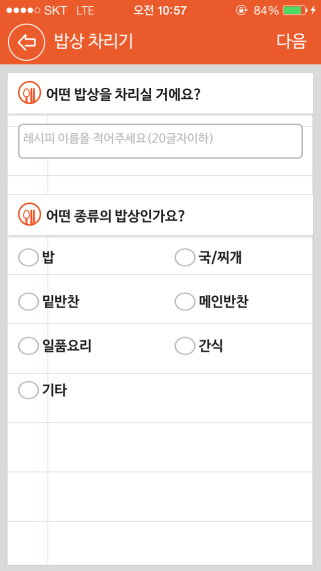 SKT LTE 오전 10:57 84%
밥상 차리기 다음
어떤 밥상을 차리실 거에요?
레시피 이름을 적어주세요(20글자이하)
어떤 종류의 밥상인가요?
밥 국/찌개
밑반찬 메인반찬
일품요리 간식
기타